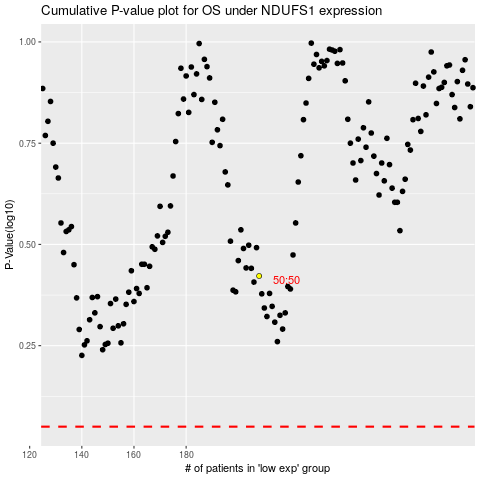 Cumulative P-value plot for OS under NDUFS1 expression
P-Value(log10)
1.00
0.75
0.50
0.25
50:50
120 140 160 180
# of patients in 'low exp' group